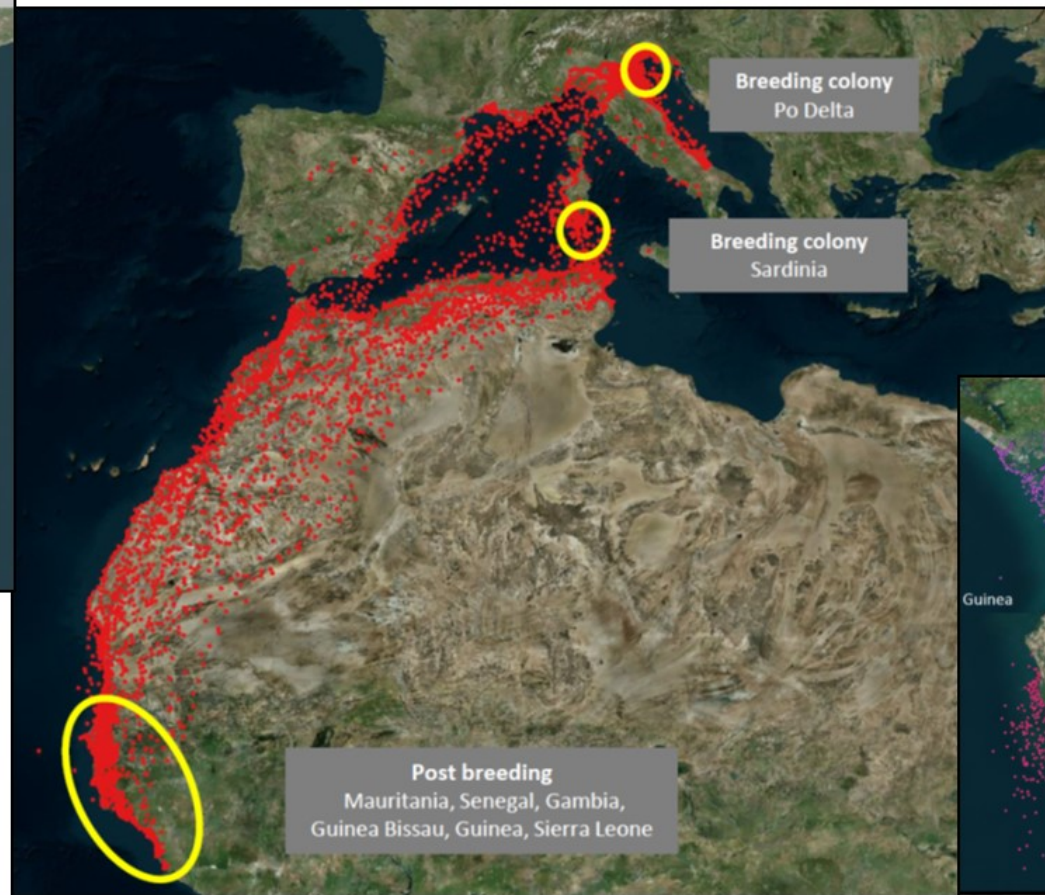 Breeding colony
Po Delta
Breeding colony
Sardinia
Guinea
Post breeding
Mauritania, Senegal, Gambia,
Guinea Bissau, Guinea, Sierra Leone